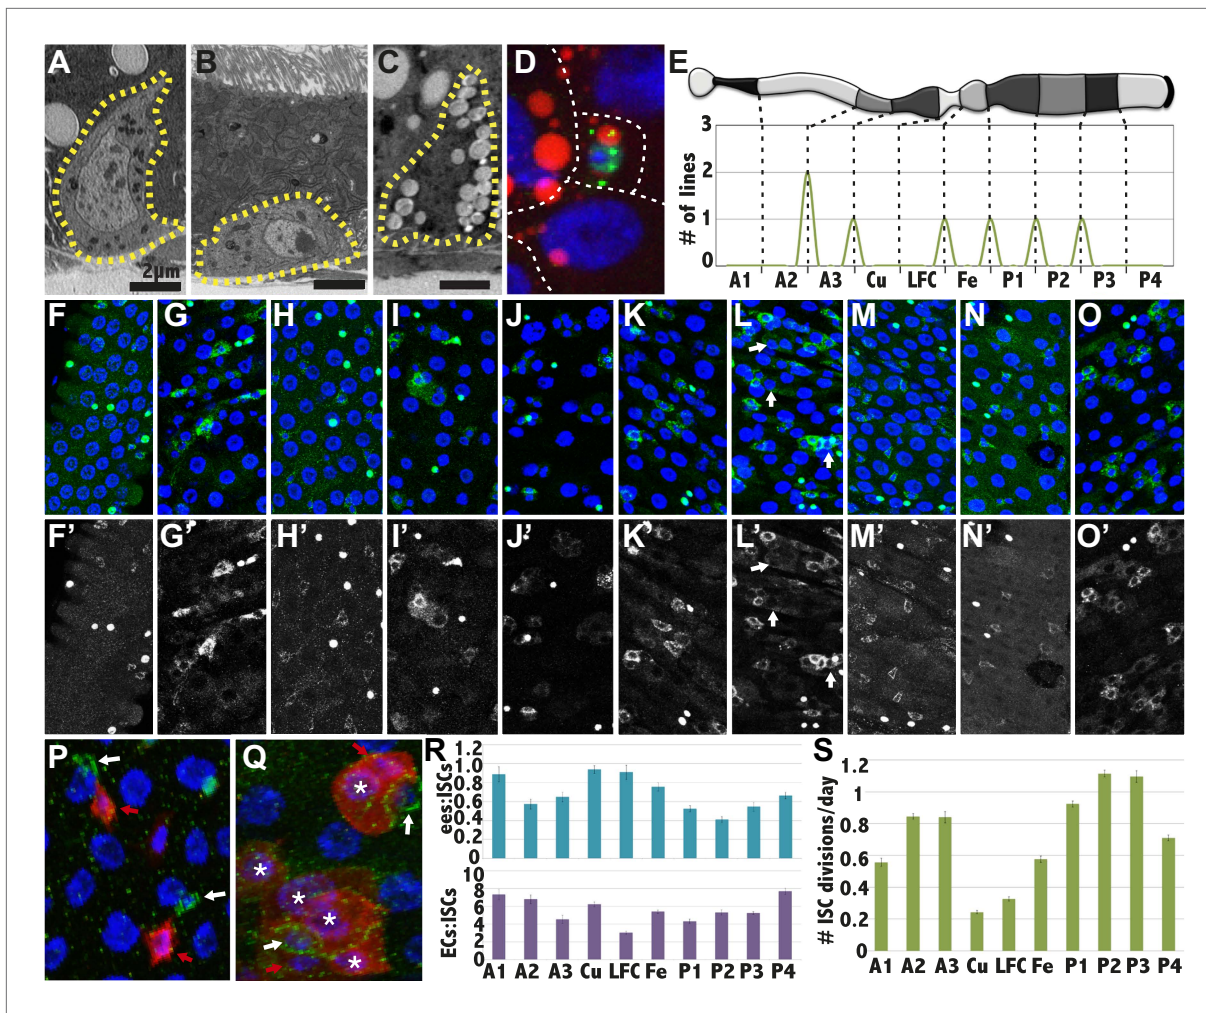 A B C D E
2µm
# of lines
3
2
1
0
A1 A2 A3 Cu LFC Fe P1 P2 P3 P4
F G H I J K L M N O
F' G' H' I' J' K' L' M' N' O'
P Q R S
* * * * * *
ees:ISCs
1.2
1.0
0.8
0.6
0.4
0.2
0
ECs:ISCs
10
8
6
4
2
0
A1 A2 A3 Cu LFC Fe P1 P2 P3 P4
# ISC divisions/day
1.2
1
0.8
0.6
0.4
0.2
0
A1 A2 A3 Cu LFC Fe P1 P2 P3 P4